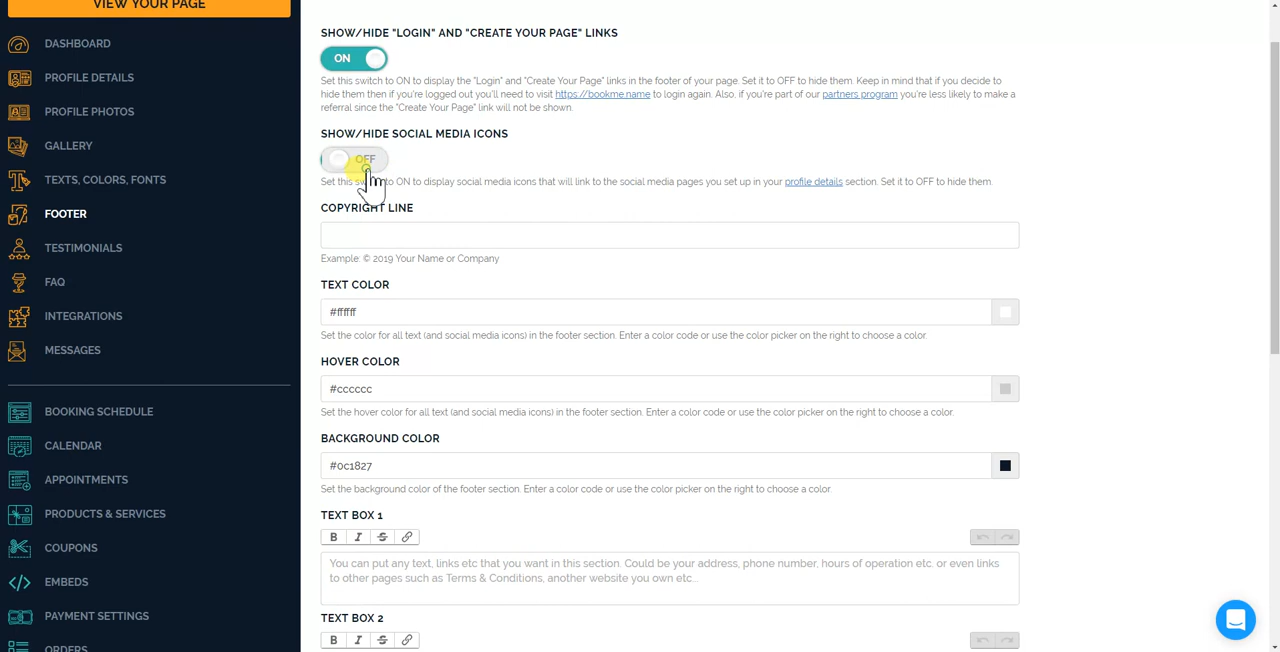 VIEW YOUR PAGE
DASHBOARD
PROFILE DETAILS
PROFILE PHOTOS
GALLERY
TEXTS, COLORS, FONTS
FOOTER
TESTIMONIALS
FAQ
INTEGRATIONS
MESSAGES
BOOKING SCHEDULE
CALENDAR
APPOINTMENTS
PRODUCTS & SERVICES
COUPONS
EMBEDS
PAYMENT SETTINGS
ORDERS
SHOW/HIDE "LOGIN" AND "CREATE YOUR PAGE" LINKS
ON
Set this switch to ON to display the "Login" and "Create Your Page" links in the footer of your page. Set it to OFF to hide them. Keep in mind that if you decide to
hide them then if you're logged out you'll need to visit https://bookme.name to login again. Also, if you're part of our partners program you're less likely to make a
referral since the "Create Your Page" link will not be shown.
SHOW/HIDE SOCIAL MEDIA ICONS
OFF
Set this switch to ON to display social media icons that will link to the social media pages you set up in your profile details section. Set it to OFF to hide them.
COPYRIGHT LINE
Example: © 2019 Your Name or Company
TEXT COLOR
#ffffff
Set the color for all text (and social media icons) in the footer section. Enter a color code or use the color picker on the right to choose a color.
HOVER COLOR
#cccccc
Set the hover color for all text (and social media icons) in the footer section. Enter a color code or use the color picker on the right to choose a color.
BACKGROUND COLOR
#0c1827
Set the background color of the footer section. Enter a color code or use the color picker on the right to choose a color.
TEXT BOX 1
B I S
You can put any text, links etc that you want in this section. Could be your address, phone number, hours of operation etc. or even links
to other pages such as Terms & Conditions, another website you own etc...
TEXT BOX 2
B I S